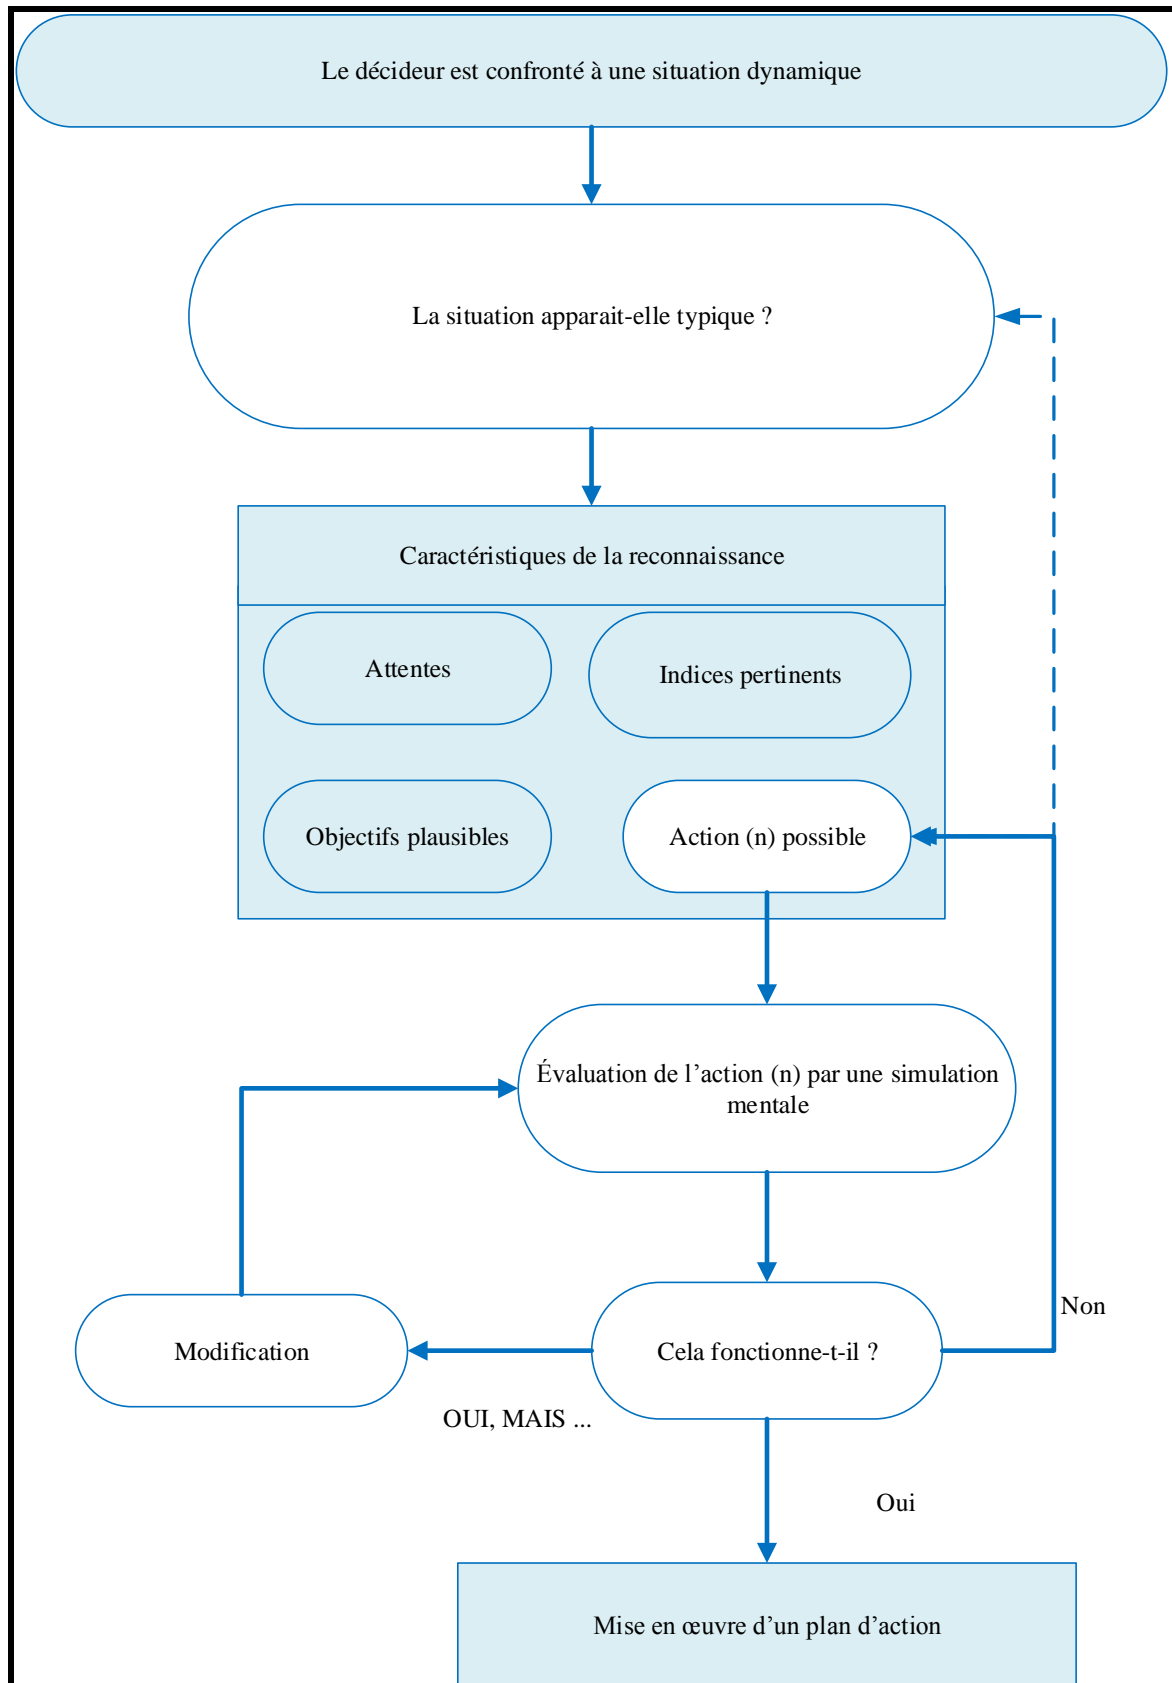 Le décideur est confronté à une situation dynamique
La situation apparait-elle typique ?
Caractéristiques de la reconnaissance
Attentes
Indices pertinents
Objectifs plausibles
Action (n) possible
Évaluation de l’action (n) par une simulation
mentale
Non
Modification
Cela fonctionne-t-il ?
OUI, MAIS ...
Oui
Mise en œuvre d’un plan d’action